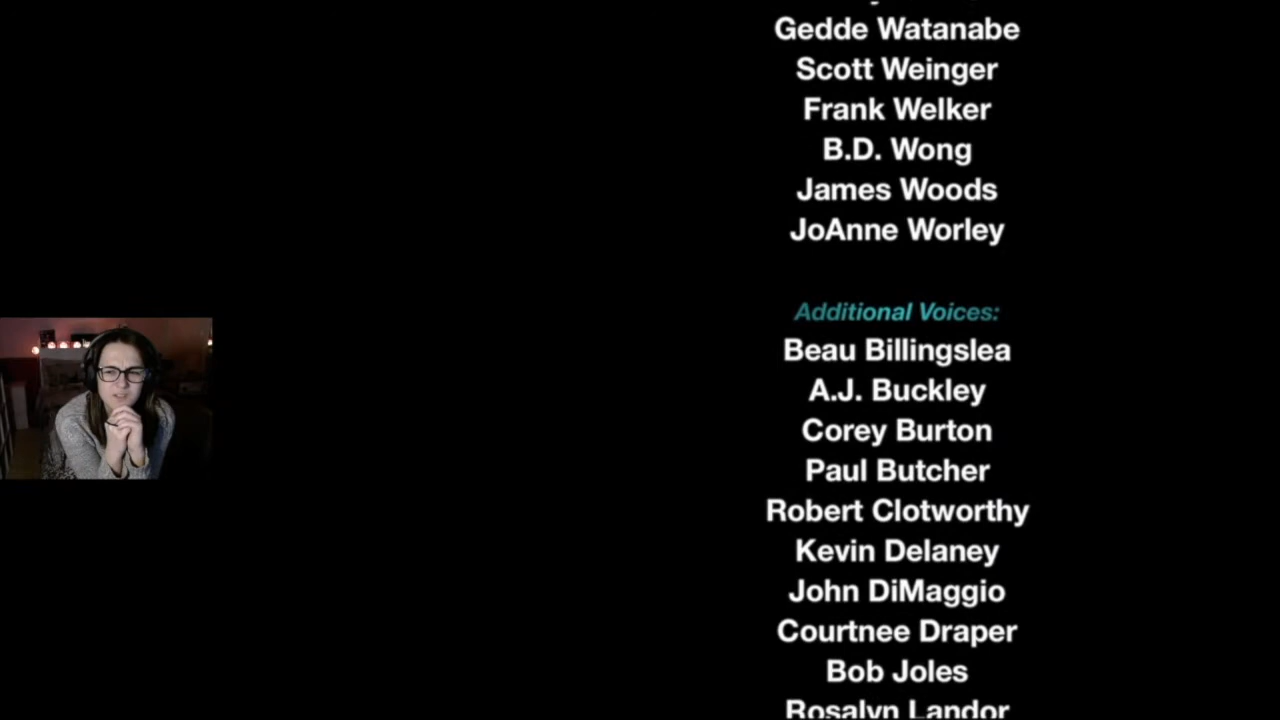 Gedde Watanabe
Scott Weinger
Frank Welker
B.D. Wong
James Woods
JoAnne Worley
Additional Voices:
Beau Billingslea
A.J. Buckley
Corey Burton
Paul Butcher
Robert Clotworthy
Kevin Delaney
John DiMaggio
Courtnee Draper
Bob Joles
Rosalyn Landor